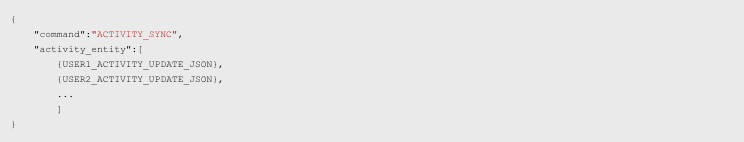 {
"command":"ACTIVITY_SYNC",
"activity_entity":[
{USER1_ACTIVITY_UPDATE_JSON},
{USER2_ACTIVITY_UPDATE_JSON},
...
]
}